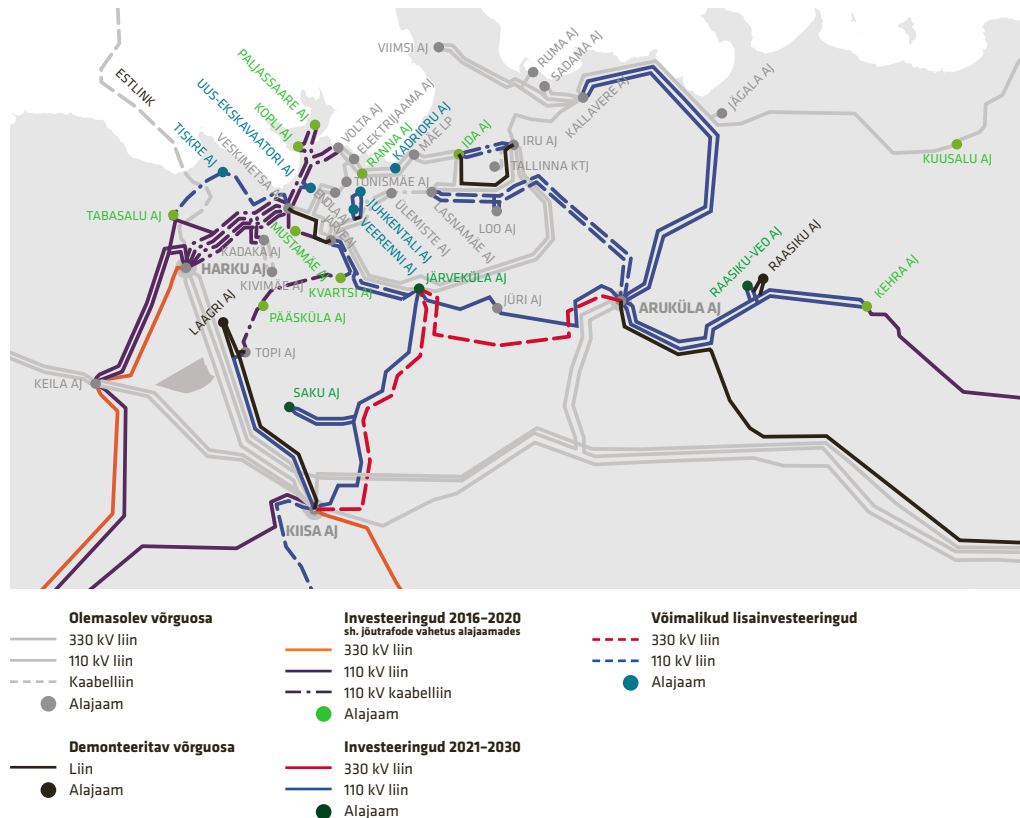 VIIMSI AJ
RUMA AJ
SADAMA AJ
KALLAVERE AJ
JÄGALA AJ
KUUSALU AJ
ESTLINK
PALJASSAARE AJ
KOPLI AJ
UUS-EKSKAVAATORI AJ
TISKRE AJ
VESKIMETSA
VOLTA AJ
ELEKTRIJAAMA AJ
RANNA AJ
KADRIORU AJ
MÄE LP
IDA AJ
IRU AJ
TALLINNA KTJ
TÕNISMÄE AJ
ENDLA AJ
JÄRVE AJ
ÜLEMISTE AJ
LASNAMÄE AJ
LOO AJ
JUHKENTALI AJ
VEERENNI AJ
TABASALU AJ
MUSTAMÄE AJ
KADAKA AJ
HARKU AJ
KIVIMÄE AJ
KVARTSI AJ
JÄRVEKÜLA AJ
JÜRI AJ
ARUKÜLA AJ
RAASIKU-VEO AJ
RAASIKU AJ
KEHRA AJ
LAAGRI AJ
PÄÄSKÜLA AJ
TOPI AJ
KEILA AJ
SAKU AJ
KIISA AJ
Olemasolev võrguosa
330 kV liin
110 kV liin
Kaabelliin
Alajaam
Demonteeritav võrguosa
Liin
Alajaam
Investeeringud 2016–2020
sh. jõutrafode vahetus alajaamades
330 kV liin
110 kV liin
110 kV kaabelliin
Alajaam
Investeeringud 2021–2030
330 kV liin
110 kV liin
Alajaam
Võimalikud lisainvesteeringud
330 kV liin
110 kV liin
Alajaam